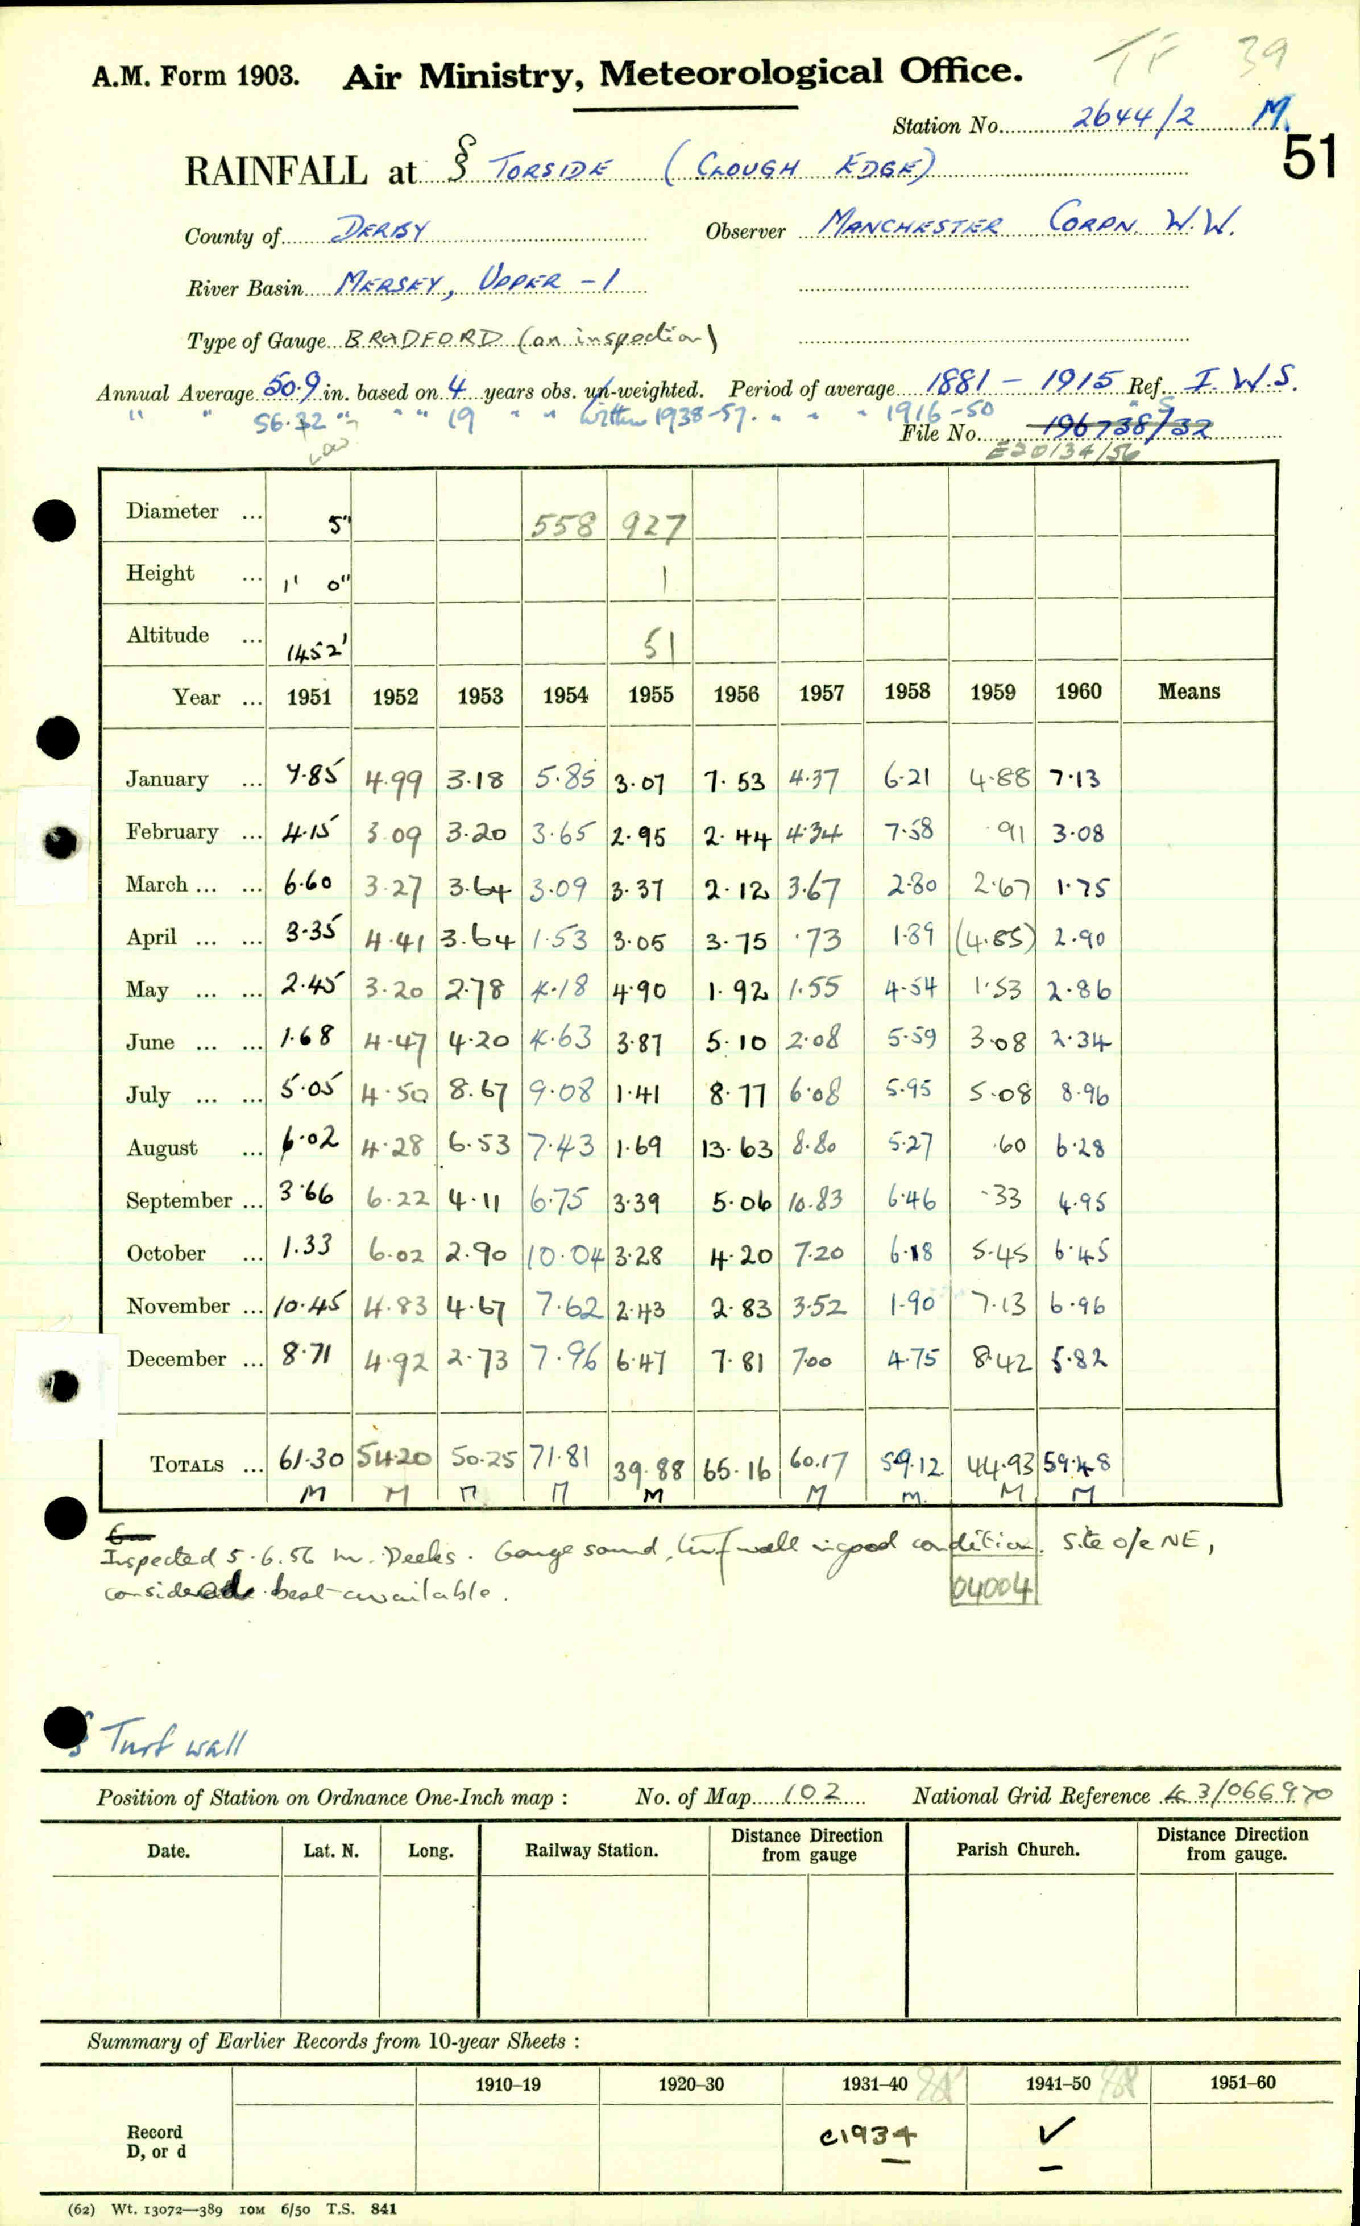 TF 39
A.M. Form 1903. Air Ministry, Meteorological Office.
Station No. 2644/2 M.
51
RAINFALL at § TORSIDE (CLOUGH EDGE)
County of DERBY Observer MANCHESTER CORPN. W.W.
River Basin MERSEY, UPPER -1
Type of Gauge BRADFORD (on inspection)
Annual Average 50.9 in. based on 4 years obs. un-weighted. Period of average 1881 - 1915 Ref. I.W.S.
" " 56.32 " " " 19 " " within 1938-57. " " " 1916-50 " S
Low
File No. 196738/32
E20134/56
Diameter ... 5" 558 927
Height ... 1' 0" 1
Altitude ... 1452' 51
Year ... 1951 1952 1953 1954 1955 1956 1957 1958 1959 1960 Means
January ... 7.85 4.99 3.18 5.85 3.07 7.53 4.37 6.21 4.88 7.13
February ... 4.15 3.09 3.20 3.65 2.95 2.44 4.34 7.58 .91 3.08
March ... ... 6.60 3.27 3.64 3.09 3.37 2.12 3.67 2.80 2.67 1.75
April ... ... 3.35 4.41 3.64 1.53 3.05 3.75 .73 1.89 (4.85) 2.90
May ... ... 2.45 3.20 2.78 4.18 4.90 1.92 1.55 4.54 1.53 2.86
June ... ... 1.68 4.47 4.20 4.63 3.87 5.10 2.08 5.59 3.08 2.34
July ... ... 5.05 4.50 8.67 9.08 1.41 8.77 6.08 5.95 5.08 8.96
August ... 6.02 4.28 6.53 7.43 1.69 13.63 8.80 5.27 .60 6.28
September ... 3.66 6.22 4.11 6.75 3.39 5.06 10.83 6.46 .33 4.95
October ... 1.33 6.02 2.90 10.04 3.28 4.20 7.20 6.18 5.45 6.45
November ... 10.45 4.83 4.67 7.62 2.43 2.83 3.52 1.90 7.13 6.96
December ... 8.71 4.92 2.73 7.96 6.47 7.81 7.00 4.75 8.42 5.82
TOTALS ... 61.30 54.20 50.25 71.81 39.88 65.16 60.17 59.12 44.93 59.48
M M M M M M M M M
Inspected 5.6.56 Mr. Deeks. Gauge sound, turf wall in good condition. Site o/e NE,
considered best available.
04004
§ Turf wall
Position of Station on Ordnance One-Inch map : No. of Map 102 National Grid Reference 43/066970
Date. Lat. N. Long. Railway Station. Distance Direction from gauge Parish Church. Distance Direction from gauge.
Summary of Earlier Records from 10-year Sheets :
1910–19 1920–30 1931–40 1941–50 1951–60
Record c1934 ✓
D, or d – –
(62) Wt. 13072—389 10M 6/50 T.S. 841